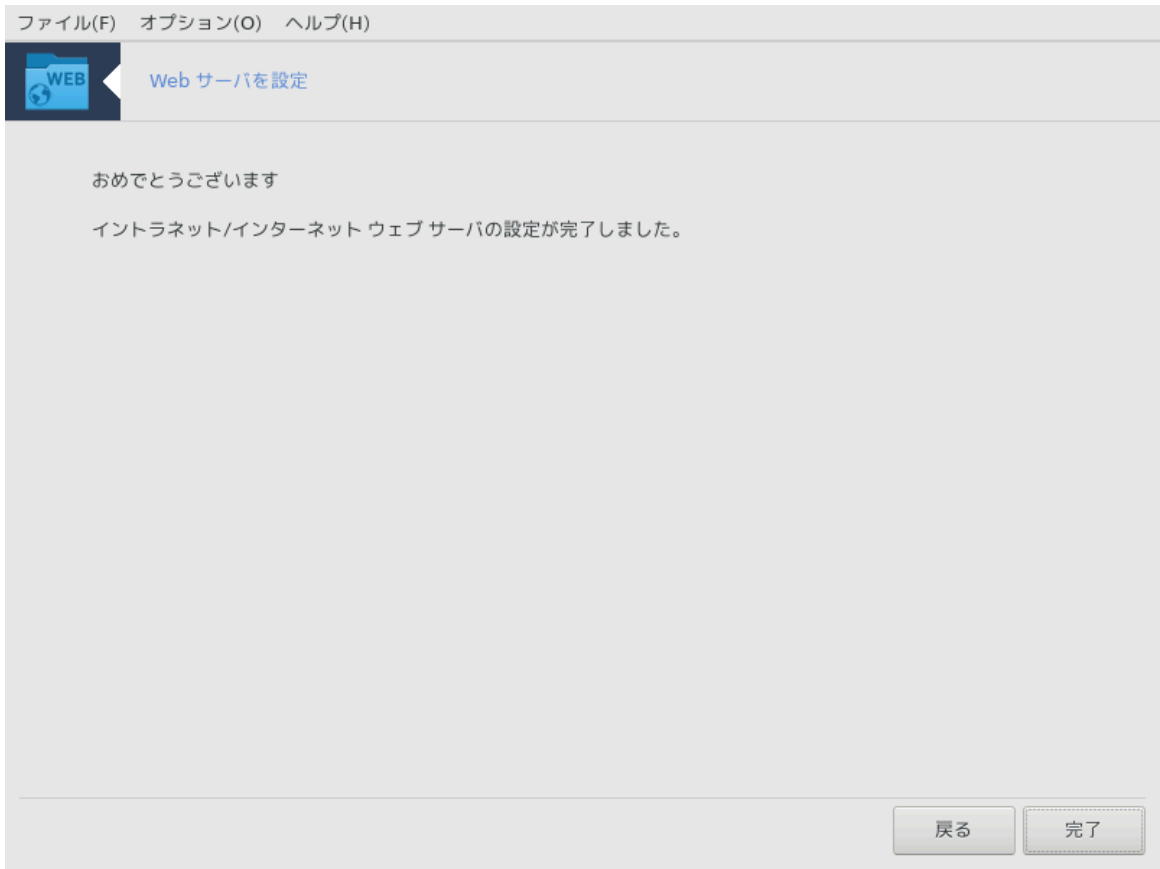 ファイル(F) オプション(O) ヘルプ(H)
WEB
Web サーバを設定
おめでとうございます
イントラネット/インターネット ウェブ サーバの設定が完了しました。
戻る 完了